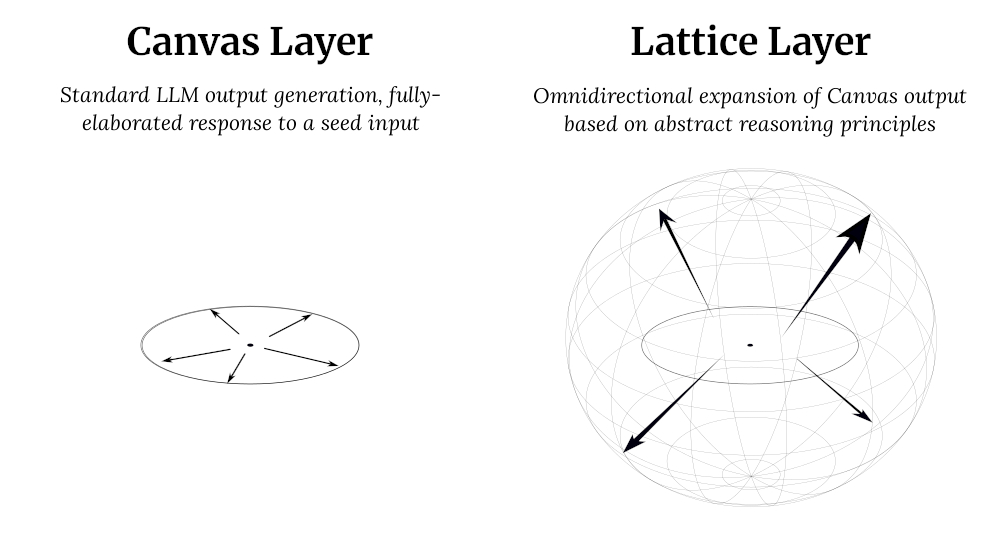 Canvas Layer
Standard LLM output generation, fully-
elaborated response to a seed input
Lattice Layer
Omnidirectional expansion of Canvas output
based on abstract reasoning principles